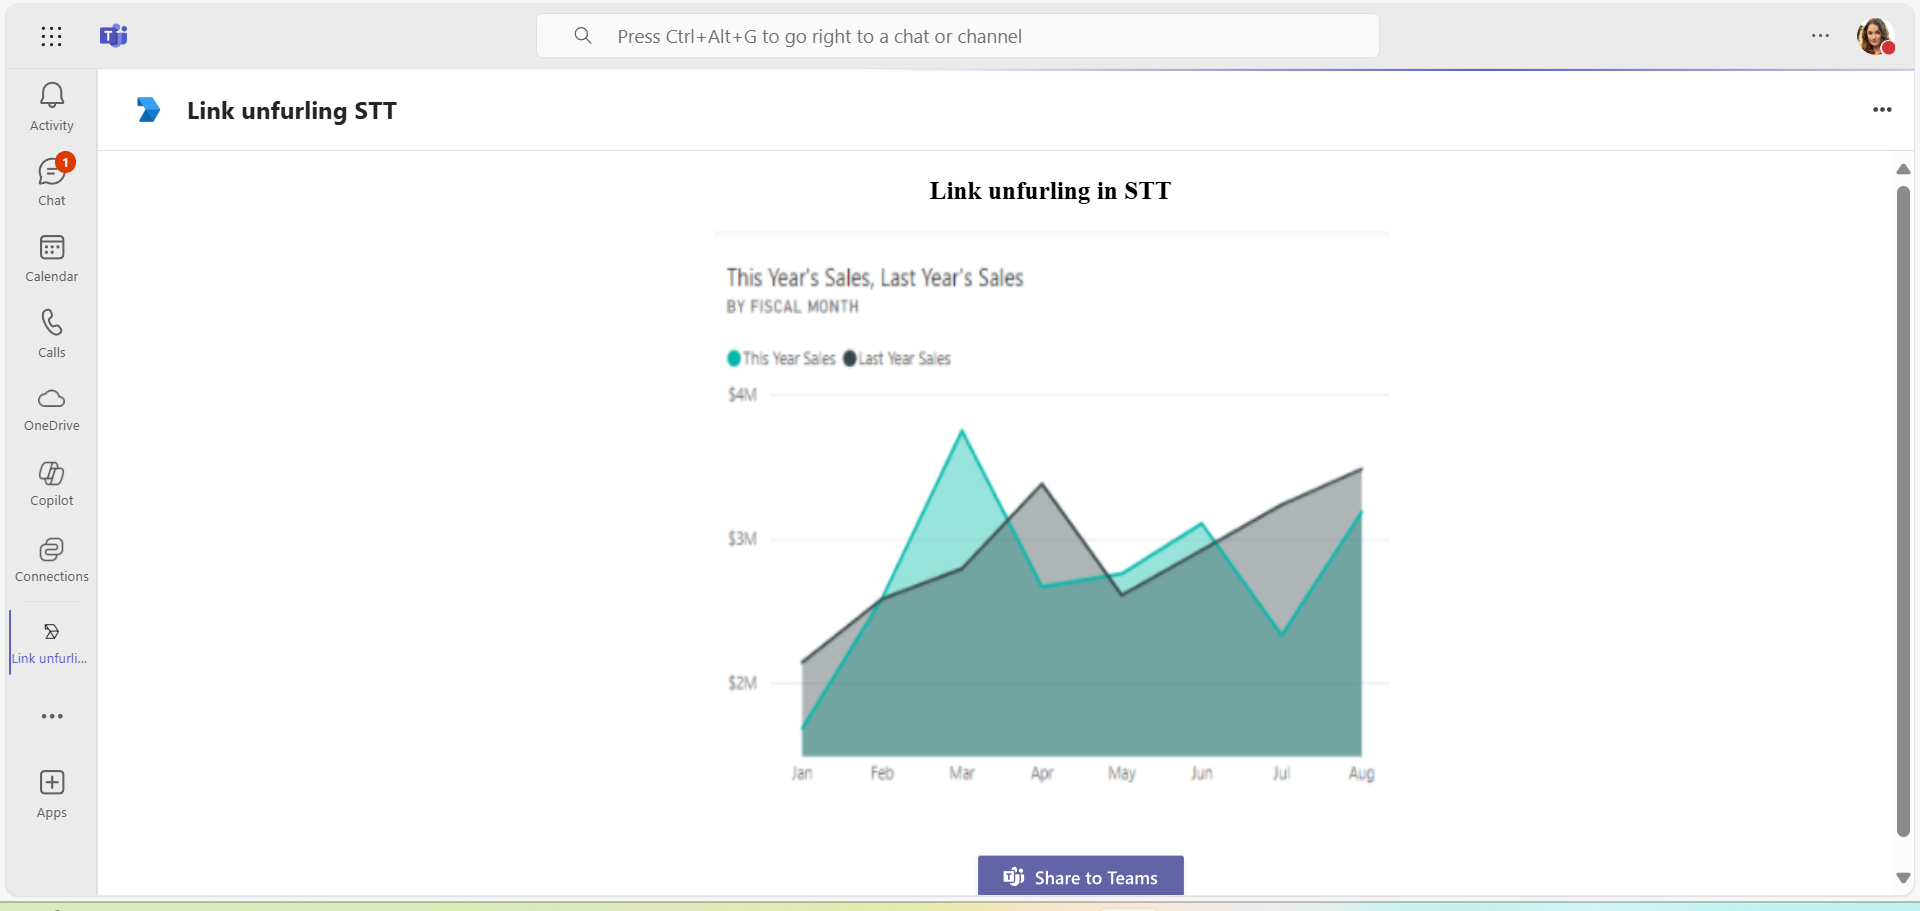 Press Ctrl+Alt+G to go right to a chat or channel
Activity
1
Chat
Calendar
Calls
OneDrive
Copilot
Connections
Link unfurli...
Apps
Link unfurling STT
Link unfurling in STT
This Year's Sales, Last Year's Sales
BY FISCAL MONTH
This Year Sales Last Year Sales
$4M
$3M
$2M
Jan Feb Mar Apr May Jun Jul Aug
Share to Teams